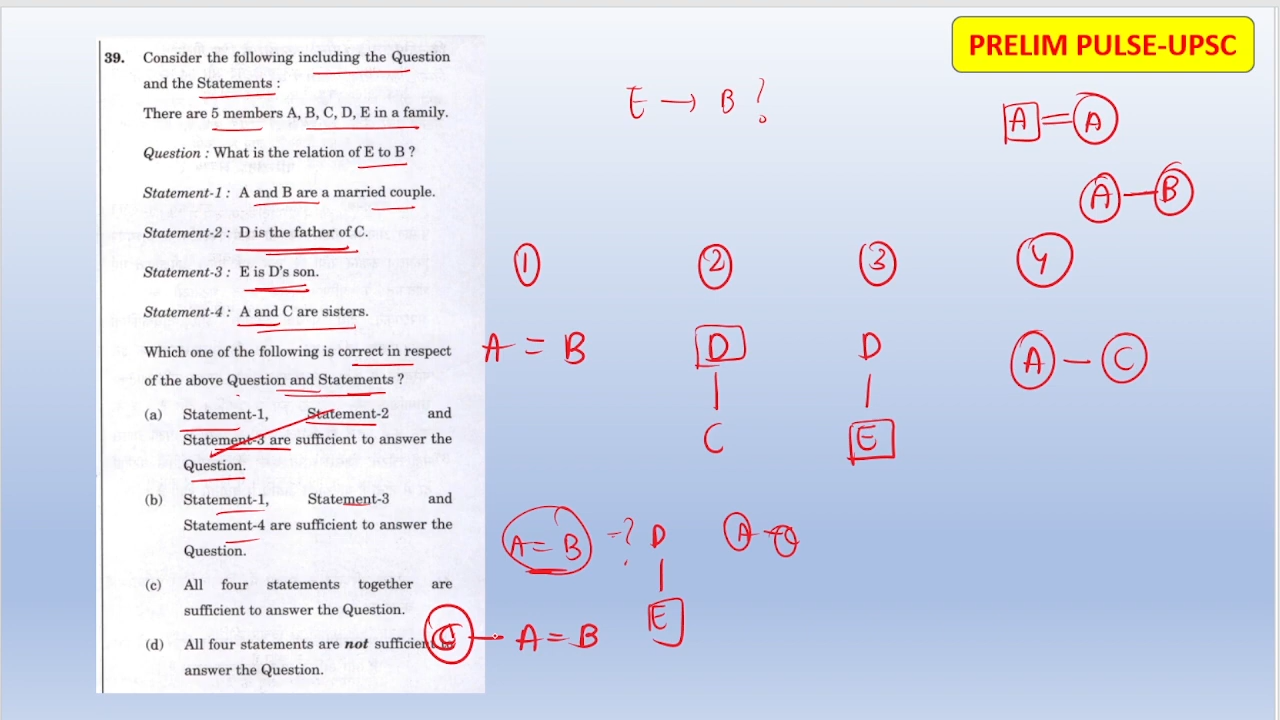 PRELIM PULSE-UPSC
39. Consider the following including the Question
and the Statements :
There are 5 members A, B, C, D, E in a family.
Question : What is the relation of E to B ?
Statement-1 : A and B are a married couple.
Statement-2 : D is the father of C.
Statement-3 : E is D's son.
Statement-4 : A and C are sisters.
Which one of the following is correct in respect
of the above Question and Statements ?
(a) Statement-1, Statement-2 and
Statement-3 are sufficient to answer the
Question.
(b) Statement-1, Statement-3 and
Statement-4 are sufficient to answer the
Question.
(c) All four statements together are
sufficient to answer the Question.
(d) All four statements are not sufficient to
answer the Question.
E → B ?
A = A
A - B
1 2 3 4
A = B
D
C
D
E
A - C
A = B - ? D
E
A -
C - A = B